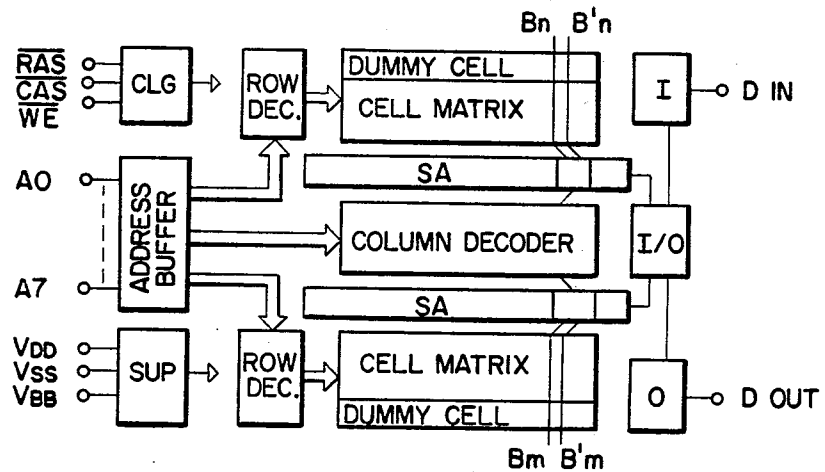 Bn B'n
RAS
CAS
WE
CLG
ROW
DEC.
DUMMY CELL
CELL MATRIX
I
D IN
A0
A7
ADDRESS
BUFFER
SA
COLUMN DECODER
I/O
SA
VDD
VSS
VBB
SUP
ROW
DEC.
CELL MATRIX
DUMMY CELL
O
D OUT
Bm B'm